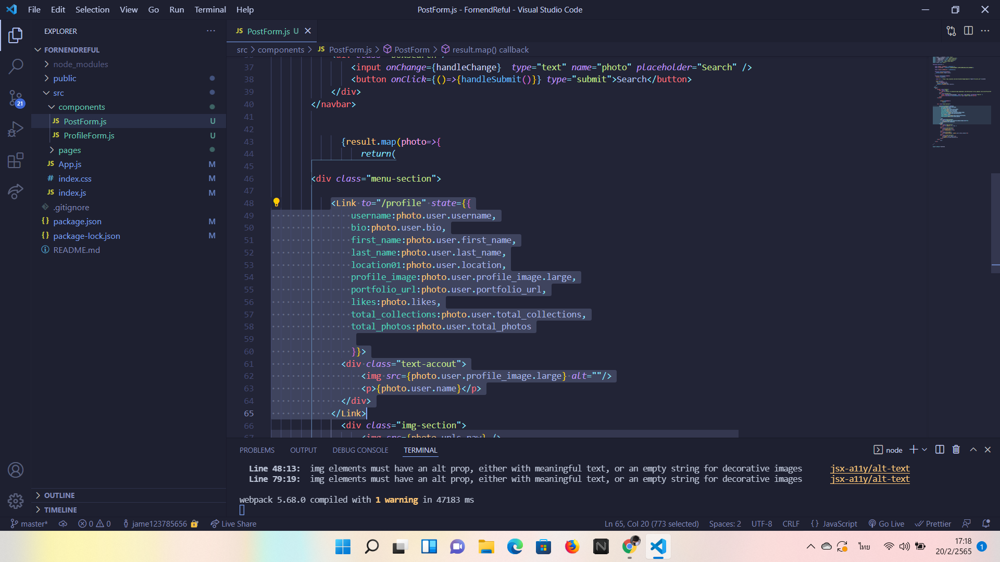 File Edit Selection View Go Run Terminal Help
PostForm.js - FornendReful - Visual Studio Code
EXPLORER
JS PostForm.js U
FORNENDREFUL
src > components > JS PostForm.js > PostForm > result.map() callback
node_modules
public
src
21
components
JS PostForm.js U
JS ProfileForm.js U
pages
JS App.js M
# index.css M
JS index.js M
.gitignore
{} package.json M
{} package-lock.json M
README.md
37 <input onChange={handleChange}  type="text" name="photo" placeholder="Search" />
38 <button onClick={()=>{handleSubmit()}} type="submit">Search</button>
39 </div>
40 </navbar>
41
42
43 {result.map(photo=>{
44 return(
45
46 <div class="menu-section">
47
48 <Link to="/profile" state={{
49 username:photo.user.username,
50 bio:photo.user.bio,
51 first_name:photo.user.first_name,
52 last_name:photo.user.last_name,
53 location01:photo.user.location,
54 profile_image:photo.user.profile_image.large,
55 portfolio_url:photo.user.portfolio_url,
56 likes:photo.likes,
57 total_collections:photo.user.total_collections,
58 total_photos:photo.user.total_photos
59
60 }}>
61 <div class="text-accout">
62 <img src={photo.user.profile_image.large} alt=""/>
63 <p>{photo.user.name}</p>
64 </div>
65 </Link>
66 <div class="img-section">
67 <img src={photo.urls.raw} />
PROBLEMS OUTPUT DEBUG CONSOLE TERMINAL
node
Line 48:13:  img elements must have an alt prop, either with meaningful text, or an empty string for decorative images jsx-a11y/alt-text
Line 79:19:  img elements must have an alt prop, either with meaningful text, or an empty string for decorative images jsx-a11y/alt-text
webpack 5.68.0 compiled with 1 warning in 47183 ms
OUTLINE
TIMELINE
master* 0 0 jame123785656 Live Share Ln 65, Col 20 (773 selected) Spaces: 2 UTF-8 CRLF {} JavaScript Go Live Prettier
ไทย
17:18
20/2/2565
1